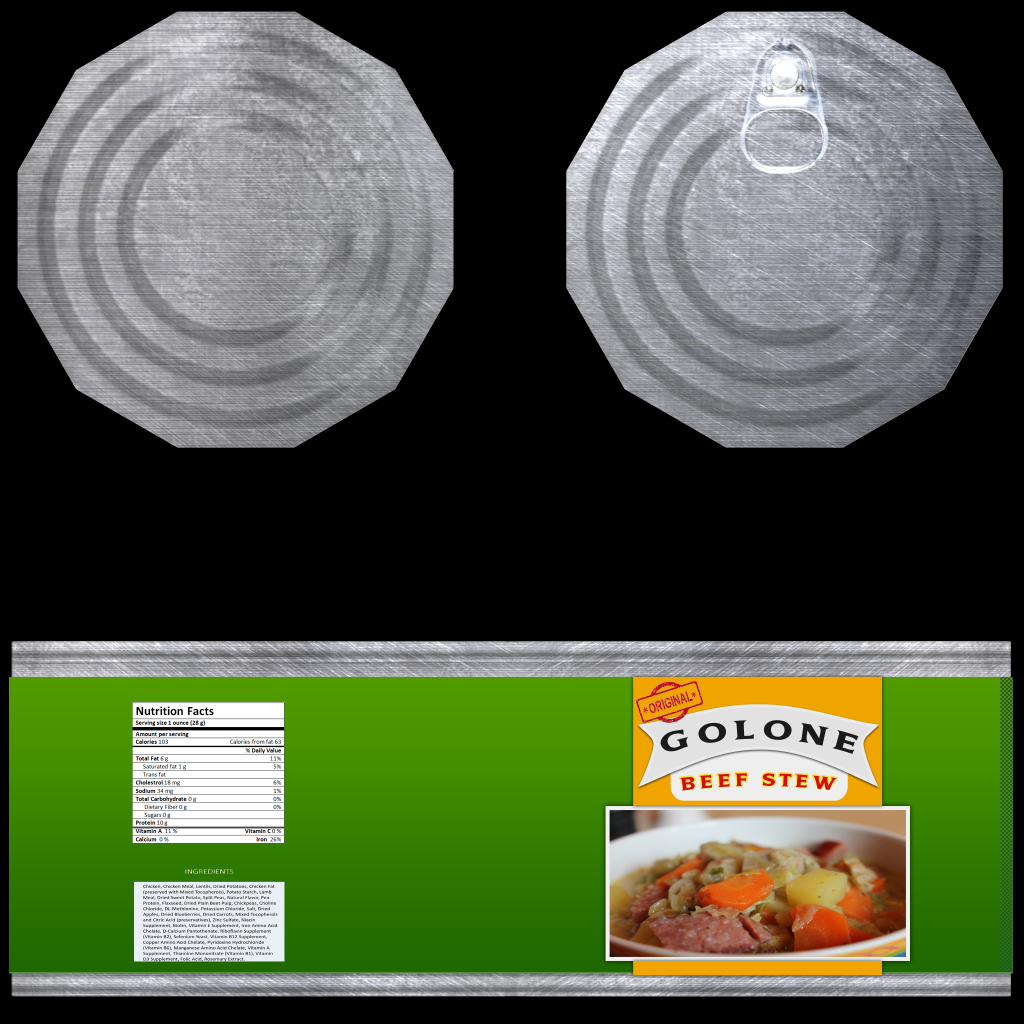 *ORIGINAL*
GOLONE
BEEF STEW
Nutrition Facts
Serving size 1 ounce (28 g)
Amount per serving
Calories 103 Calories from fat 63
% Daily Value
Total Fat 6 g 11%
Saturated fat 1 g 5%
Trans fat
Cholestrol 18 mg 6%
Sodium 34 mg 1%
Total Carbohydrate 0 g 0%
Dietary Fiber 0 g 0%
Sugars 0 g
Protein 10 g
Vitamin A 11 % Vitamin C 0 %
Calcium 0 % Iron 26%
INGREDIENTS
Chicken, Chicken Meal, Lentils, Dried Potatoes, Chicken Fat
(preserved with Mixed Tocopherols), Potato Starch, Lamb
Meal, Dried Sweet Potato, Split Peas, Natural Flavor, Pea
Protein, Flaxseed, Dried Plain Beet Pulp, Chickpeas, Choline
Chloride, DL-Methionine, Potassium Chloride, Salt, Dried
Apples, Dried Blueberries, Dried Carrots, Mixed Tocopherols
and Citric Acid (preservatives), Zinc Sulfate, Niacin
Supplement, Biotin, Vitamin E Supplement, Iron Amino Acid
Chelate, D-Calcium Pantothenate, Riboflavin Supplement
(Vitamin B2), Selenium Yeast, Vitamin B12 Supplement,
Copper Amino Acid Chelate, Pyridoxine Hydrochloride
(Vitamin B6), Manganese Amino Acid Chelate, Vitamin A
Supplement, Thiamine Mononitrate (Vitamin B1), Vitamin
D3 Supplement, Folic Acid, Rosemary Extract.